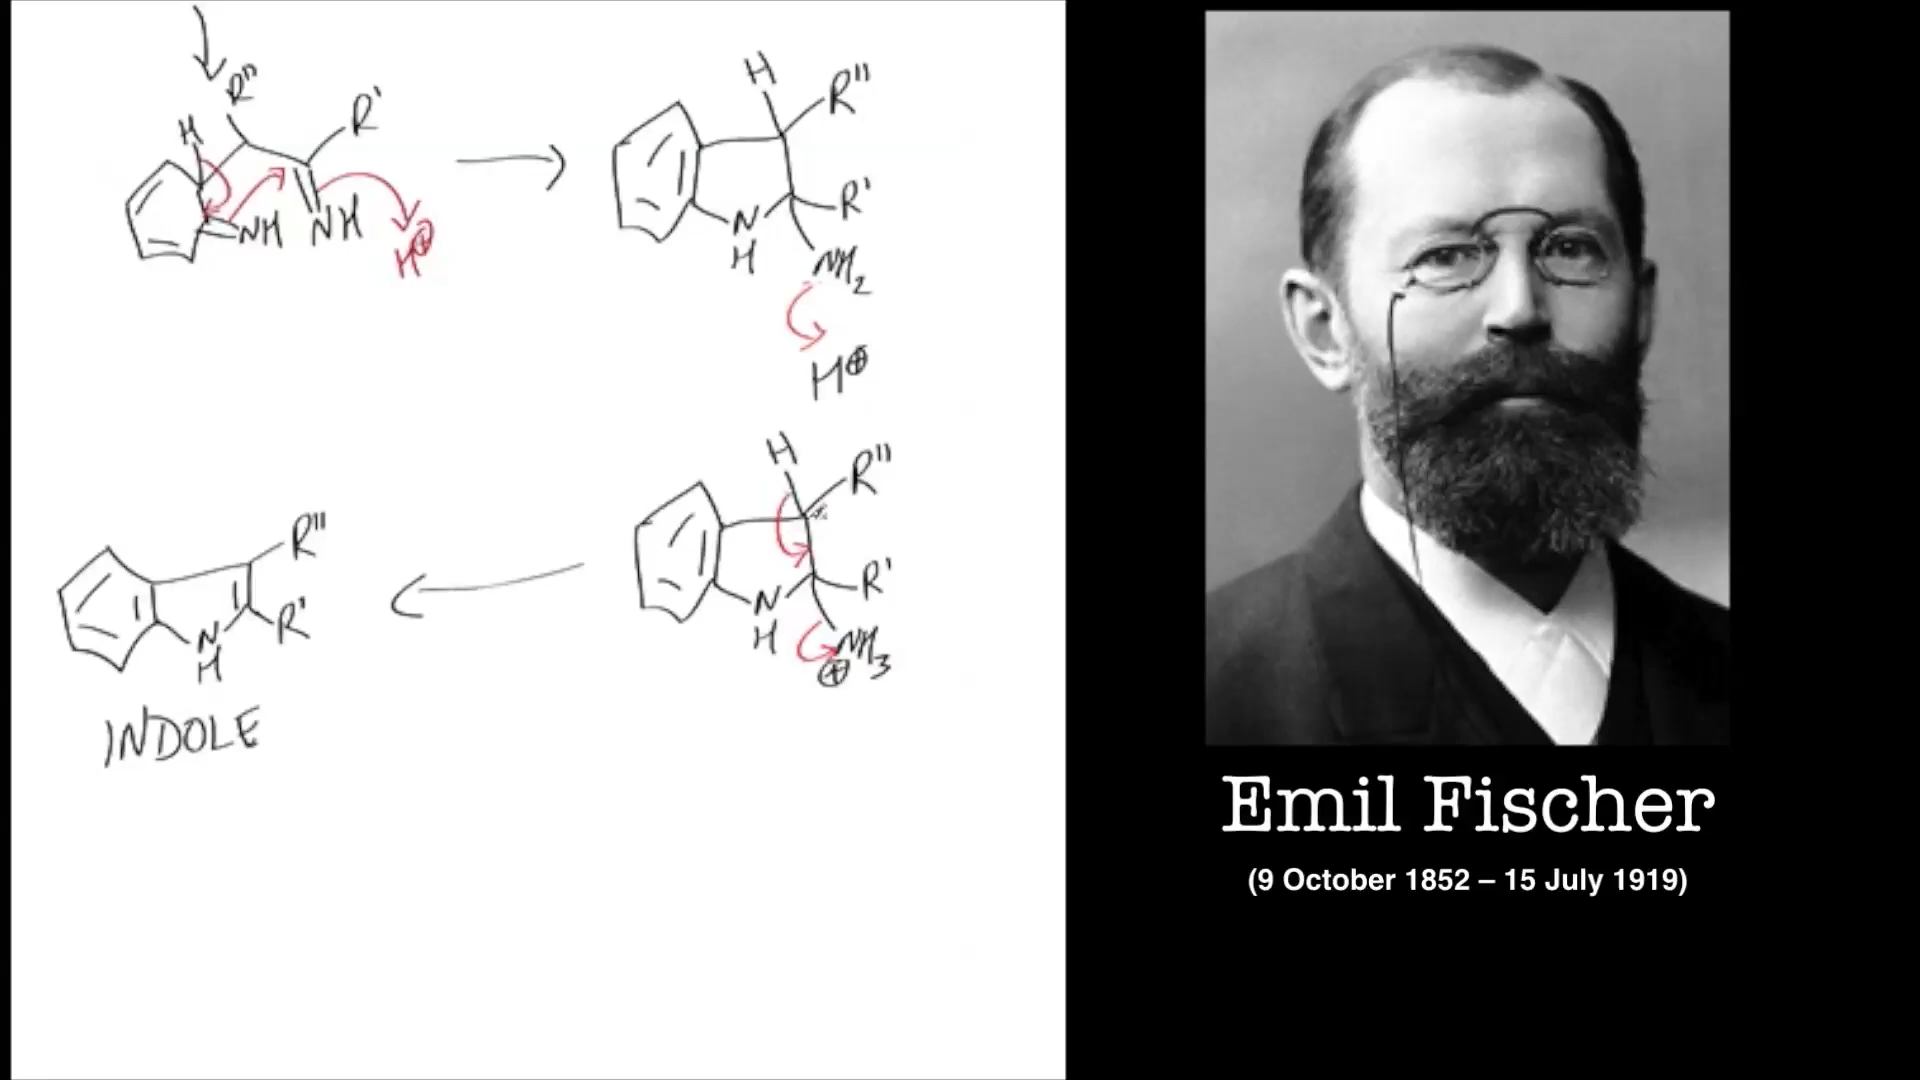 R''
H
R'
NH
NH
H⊕
H
R''
R'
N
H
NH2
H⊕
H
R''
R'
N
H
NH3
⊕
R''
R'
N
H
INDOLE
Emil Fischer
(9 October 1852 – 15 July 1919)